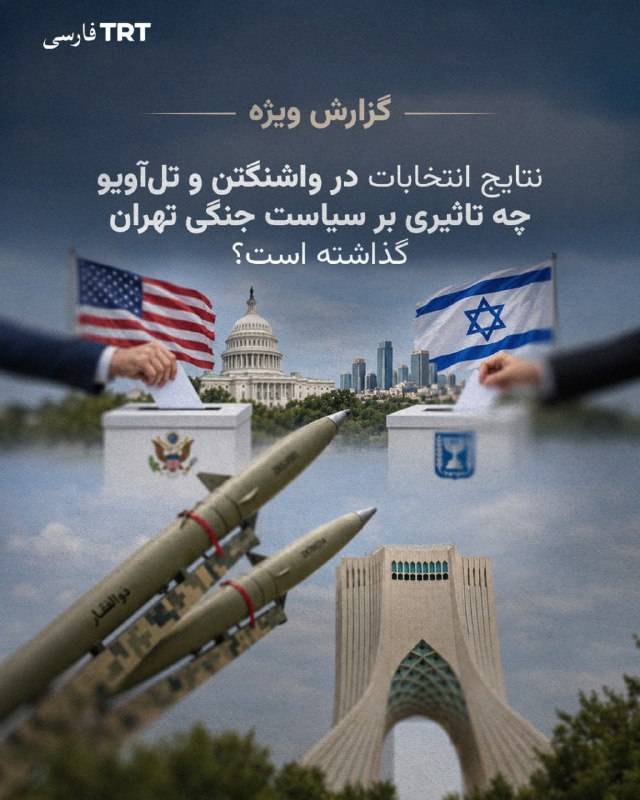 TRT فارسی
گزارش ویژه
نتایج انتخابات در واشنگتن و تل‌آویو
چه تاثیری بر سیاست جنگی تهران
گذاشته است؟
ذوالفقار